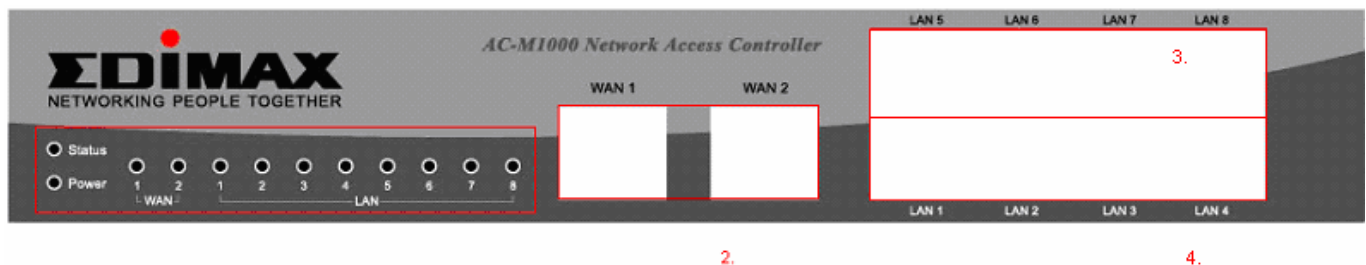 EDIMAX
NETWORKING PEOPLE TOGETHER
AC-M1000 Network Access Controller
WAN 1 WAN 2
LAN 5 LAN 6 LAN 7 LAN 8
3.
Status
Power
1 2 1 2 3 4 5 6 7 8
WAN LAN
LAN 1 LAN 2 LAN 3 LAN 4
2. 4.